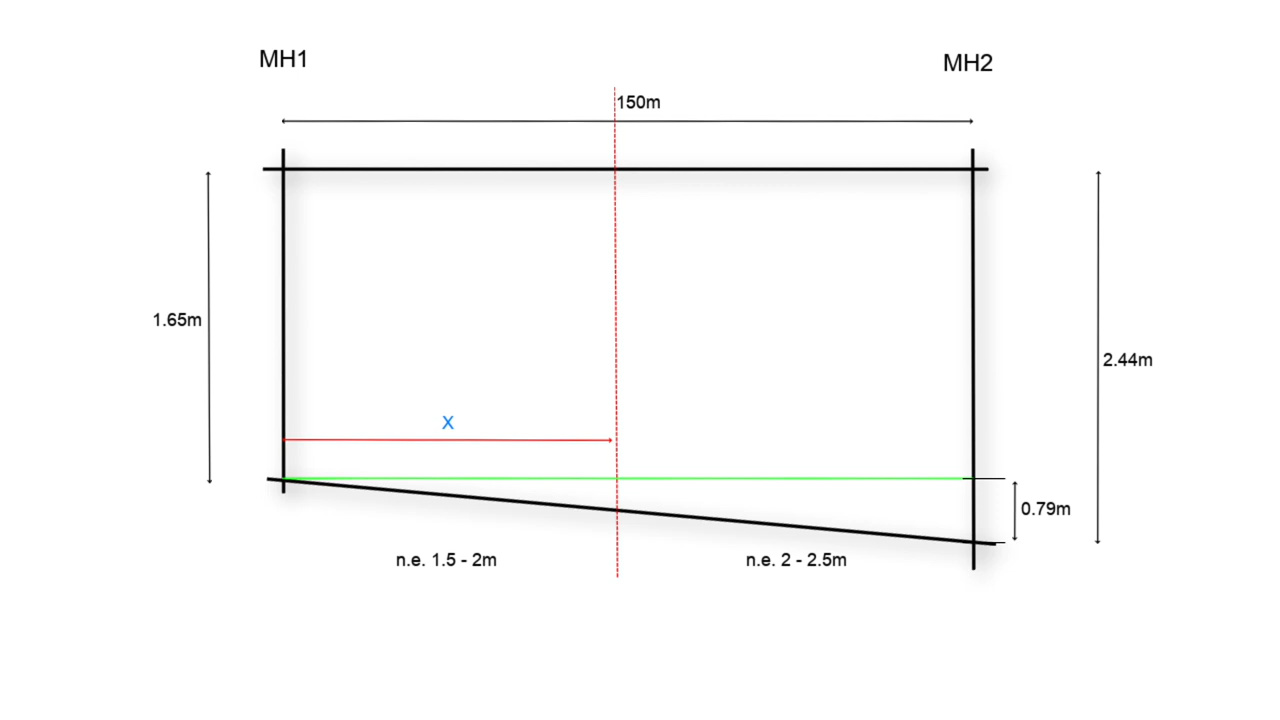 MH1
MH2
150m
1.65m
2.44m
X
0.79m
n.e. 1.5 - 2m
n.e. 2 - 2.5m